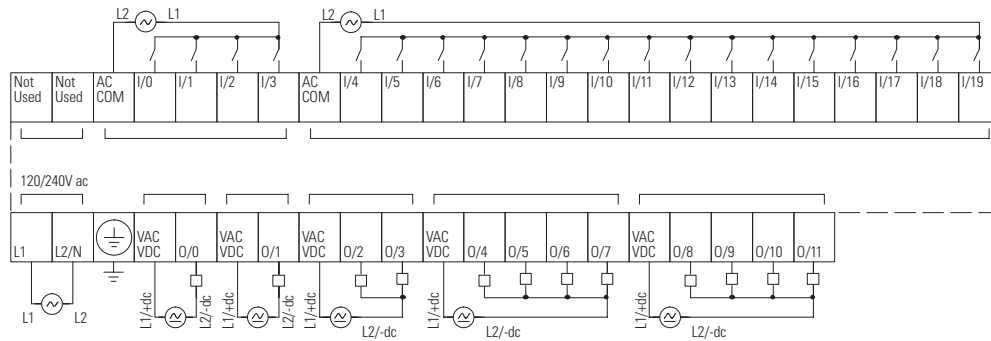 L2 L1 L2 L1
Not Used Not Used AC COM I/0 I/1 I/2 I/3 AC COM I/4 I/5 I/6 I/7 I/8 I/9 I/10 I/11 I/12 I/13 I/14 I/15 I/16 I/17 I/18 I/19
120/240V ac
L1 L2/N VAC VDC O/0 VAC VDC O/1 VAC VDC O/2 O/3 VAC VDC O/4 O/5 O/6 O/7 VAC VDC O/8 O/9 O/10 O/11
L1 L2 L1/+dc L2/-dc L1/+dc L2/-dc L1/+dc L2/-dc L1/+dc L2/-dc L1/+dc L2/-dc